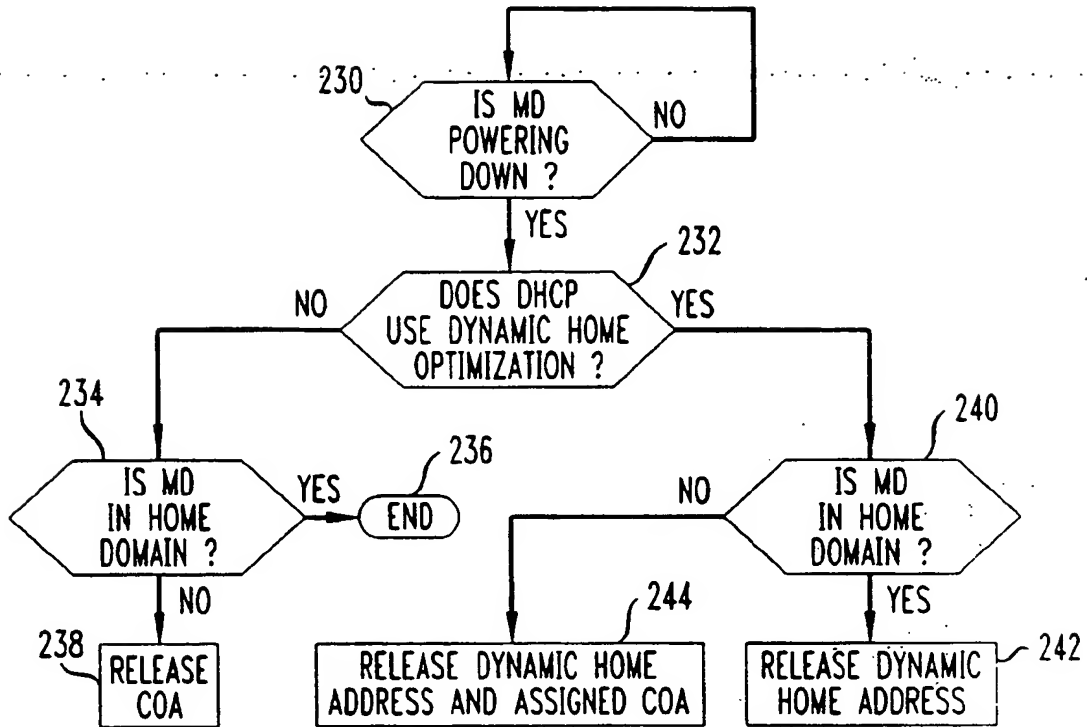 230
IS MD
POWERING
DOWN ?
NO
YES
232
NO
DOES DHCP
USE DYNAMIC HOME
OPTIMIZATION ?
YES
234
IS MD
IN HOME
DOMAIN ?
YES
236
END
NO
240
IS MD
IN HOME
DOMAIN ?
NO
YES
238
RELEASE
COA
244
RELEASE DYNAMIC HOME
ADDRESS AND ASSIGNED COA
RELEASE DYNAMIC
HOME ADDRESS
242